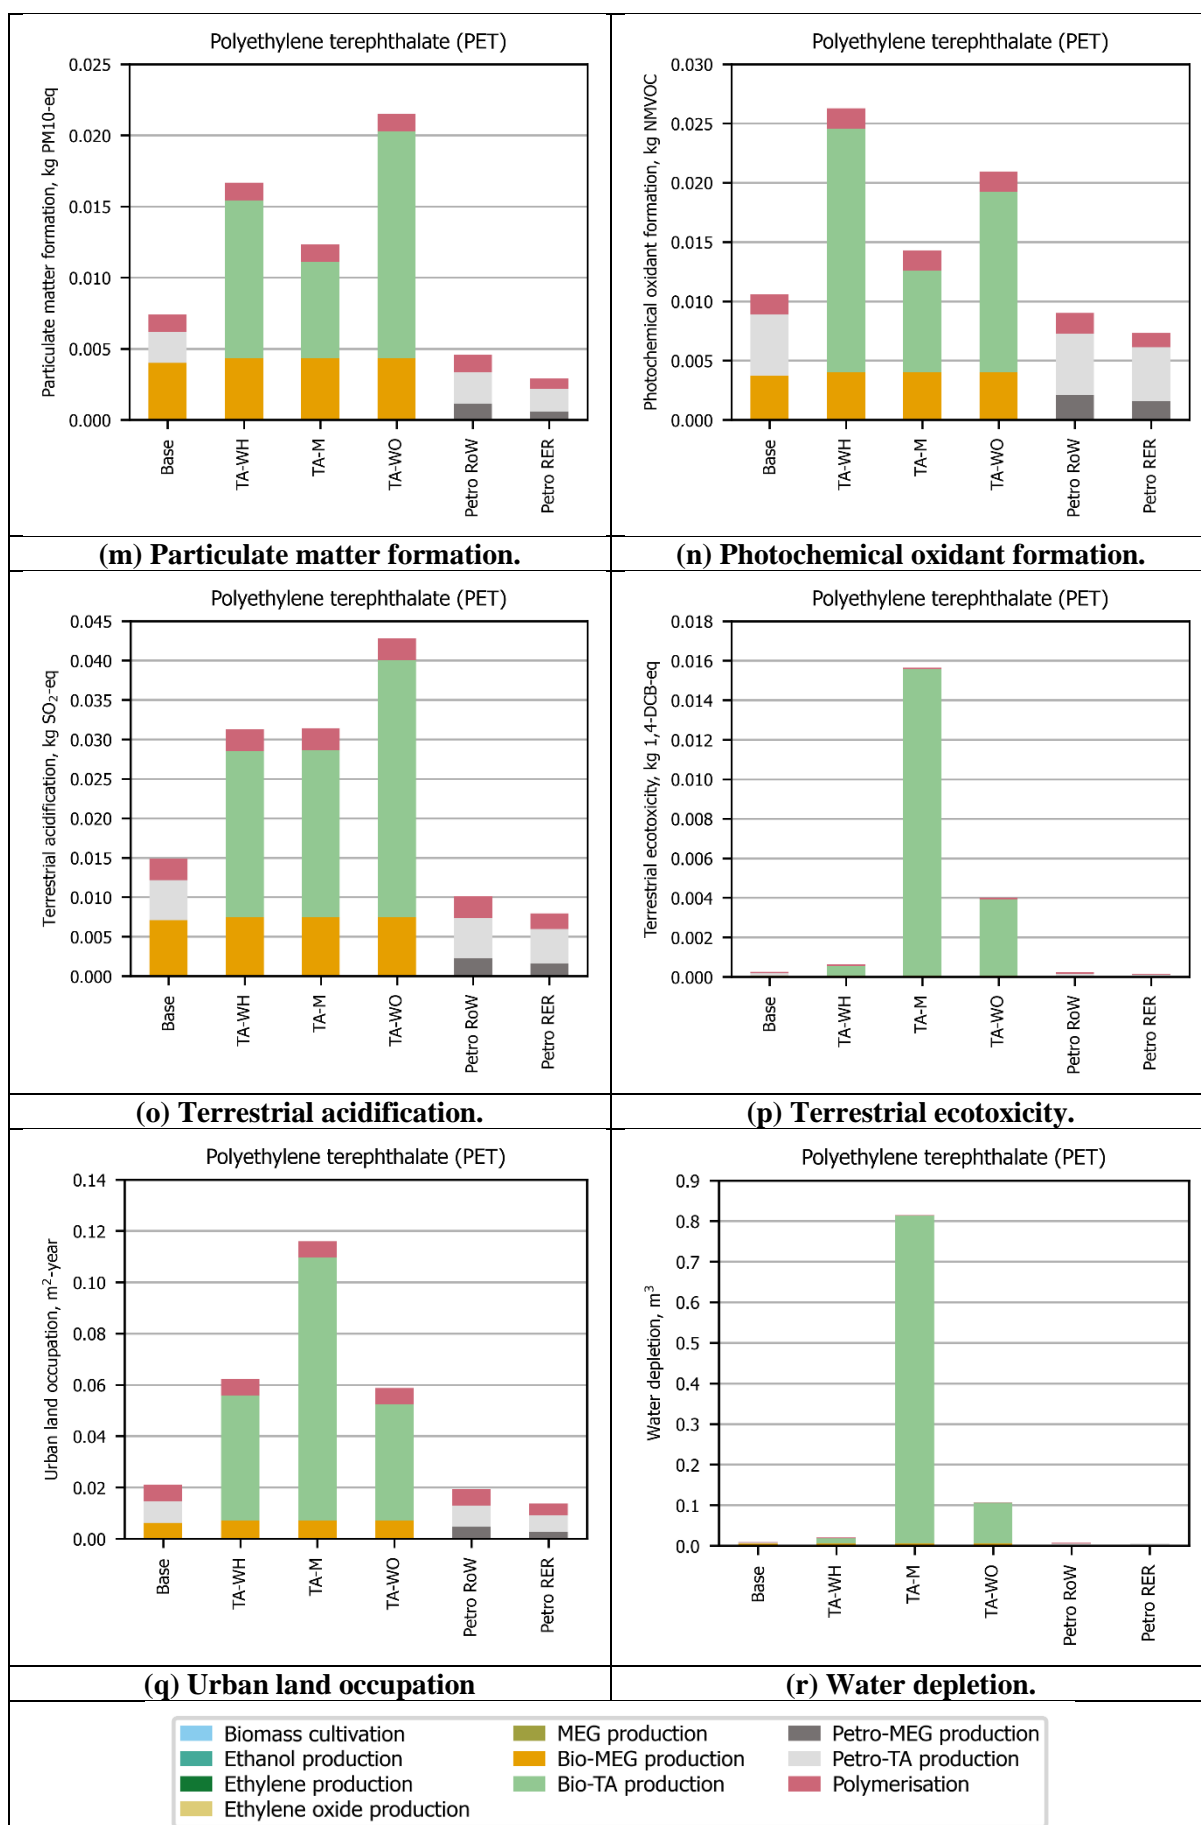 Polyethylene terephthalate (PET)
Particulate matter formation, kg PM10-eq
0.025
0.020
0.015
0.010
0.005
0.000
Base
TA-WH
TA-M
TA-WO
Petro RoW
Petro RER
(m) Particulate matter formation.
Polyethylene terephthalate (PET)
Photochemical oxidant formation, kg NMVOC
0.030
0.025
0.020
0.015
0.010
0.005
0.000
Base
TA-WH
TA-M
TA-WO
Petro RoW
Petro RER
(n) Photochemical oxidant formation.
Polyethylene terephthalate (PET)
Terrestrial acidification, kg SO₂-eq
0.045
0.040
0.035
0.030
0.025
0.020
0.015
0.010
0.005
0.000
Base
TA-WH
TA-M
TA-WO
Petro RoW
Petro RER
(o) Terrestrial acidification.
Polyethylene terephthalate (PET)
Terrestrial ecotoxicity, kg 1,4-DCB-eq
0.018
0.016
0.014
0.012
0.010
0.008
0.006
0.004
0.002
0.000
Base
TA-WH
TA-M
TA-WO
Petro RoW
Petro RER
(p) Terrestrial ecotoxicity.
Polyethylene terephthalate (PET)
Urban land occupation, m²-year
0.14
0.12
0.10
0.08
0.06
0.04
0.02
0.00
Base
TA-WH
TA-M
TA-WO
Petro RoW
Petro RER
(q) Urban land occupation
Polyethylene terephthalate (PET)
Water depletion, m³
0.9
0.8
0.7
0.6
0.5
0.4
0.3
0.2
0.1
0.0
Base
TA-WH
TA-M
TA-WO
Petro RoW
Petro RER
(r) Water depletion.
Biomass cultivation
Ethanol production
Ethylene production
Ethylene oxide production
MEG production
Bio-MEG production
Bio-TA production
Petro-MEG production
Petro-TA production
Polymerisation